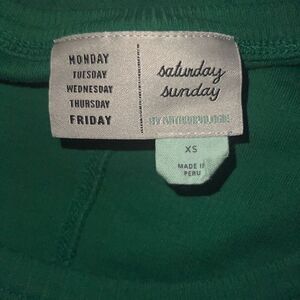 MONDAY
TUESDAY
WEDNESDAY
THURSDAY
FRIDAY
saturday
sunday
BY ANTHROPOLOGIE
XS
MADE IN
PERU